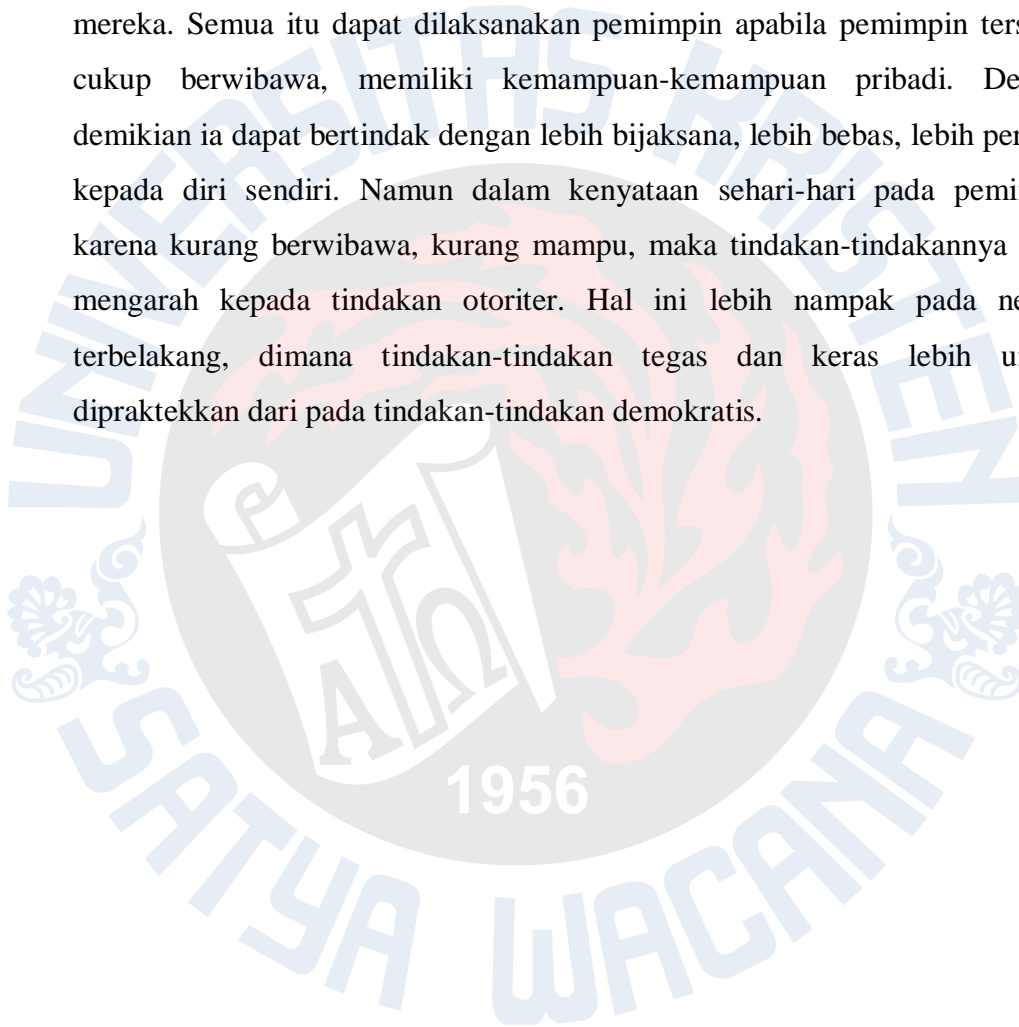 mereka. Semua itu dapat dilaksanakan pemimpin apabila pemimpin ters
cukup berwibawa, memiliki kemampuan-kemampuan pribadi. De
demikian ia dapat bertindak dengan lebih bijaksana, lebih bebas, lebih per
kepada diri sendiri. Namun dalam kenyataan sehari-hari pada pemi
karena kurang berwibawa, kurang mampu, maka tindakan-tindakannya
mengarah kepada tindakan otoriter. Hal ini lebih nampak pada ne
terbelakang, dimana tindakan-tindakan tegas dan keras lebih u
dipraktekkan dari pada tindakan-tindakan demokratis.
UNIVERSITAS KRISTEN
A Ω
1956
SATYA WACANA